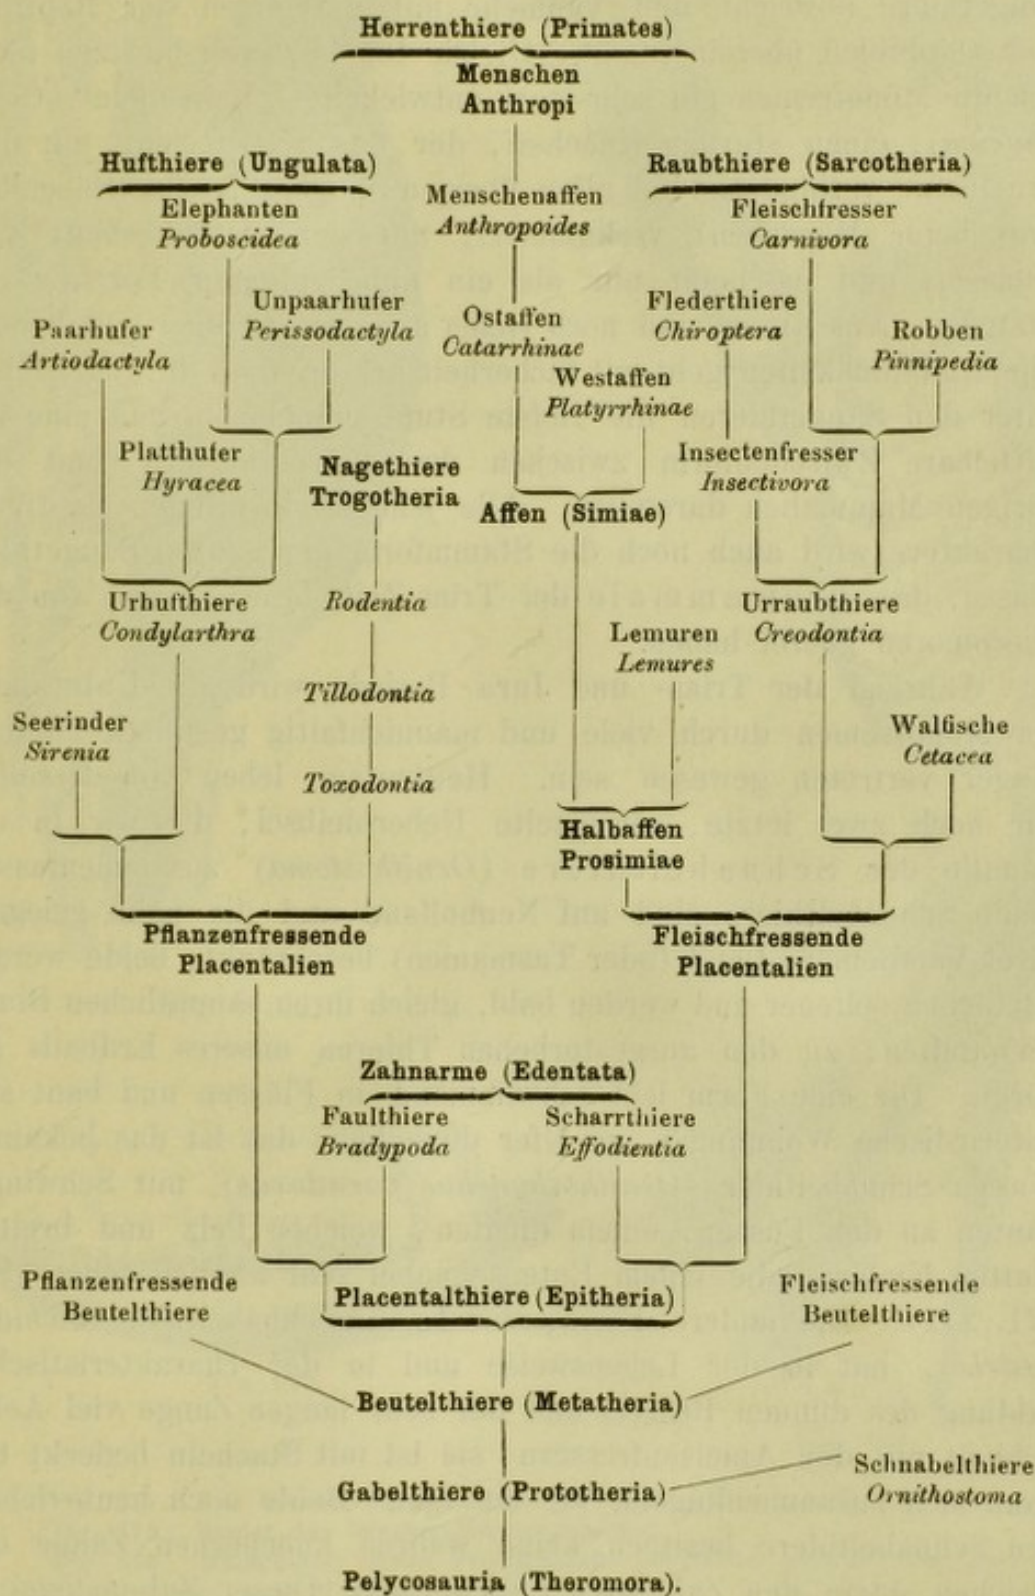 Herrenthiere (Primates)
Menschen
Anthropi
Hufthiere (Ungulata)
Raubthiere (Sarcotheria)
Elephanten
Proboscidea
Menschenaffen
Anthropoides
Fleischfresser
Carnivora
Unpaarhufer
Perissodactyla
Paarhufer
Artiodactyla
Ostaffen
Catarrhinae
Flederthiere
Chiroptera
Robben
Pinnipedia
Westaffen
Platyrrhinae
Platthufer
Hyracea
Nagethiere
Trogotheria
Insectenfresser
Insectivora
Affen (Simiae)
Urhufthiere
Condylarthra
Rodentia
Urraubthiere
Creodontia
Lemuren
Lemures
Tillodontia
Seerinder
Sirenia
Walfische
Cetacea
Toxodontia
Halbaffen
Prosimiae
Pflanzenfressende
Placentalien
Fleischfressende
Placentalien
Zahnarme (Edentata)
Faulthiere
Bradypoda
Scharrthiere
Effodientia
Pflanzenfressende
Beutelthiere
Placentalthiere (Epitheria)
Fleischfressende
Beutelthiere
Beutelthiere (Metatheria)
Gabelthiere (Prototheria)
Schnabelthiere
Ornithostoma
Pelycosauria (Theromora).